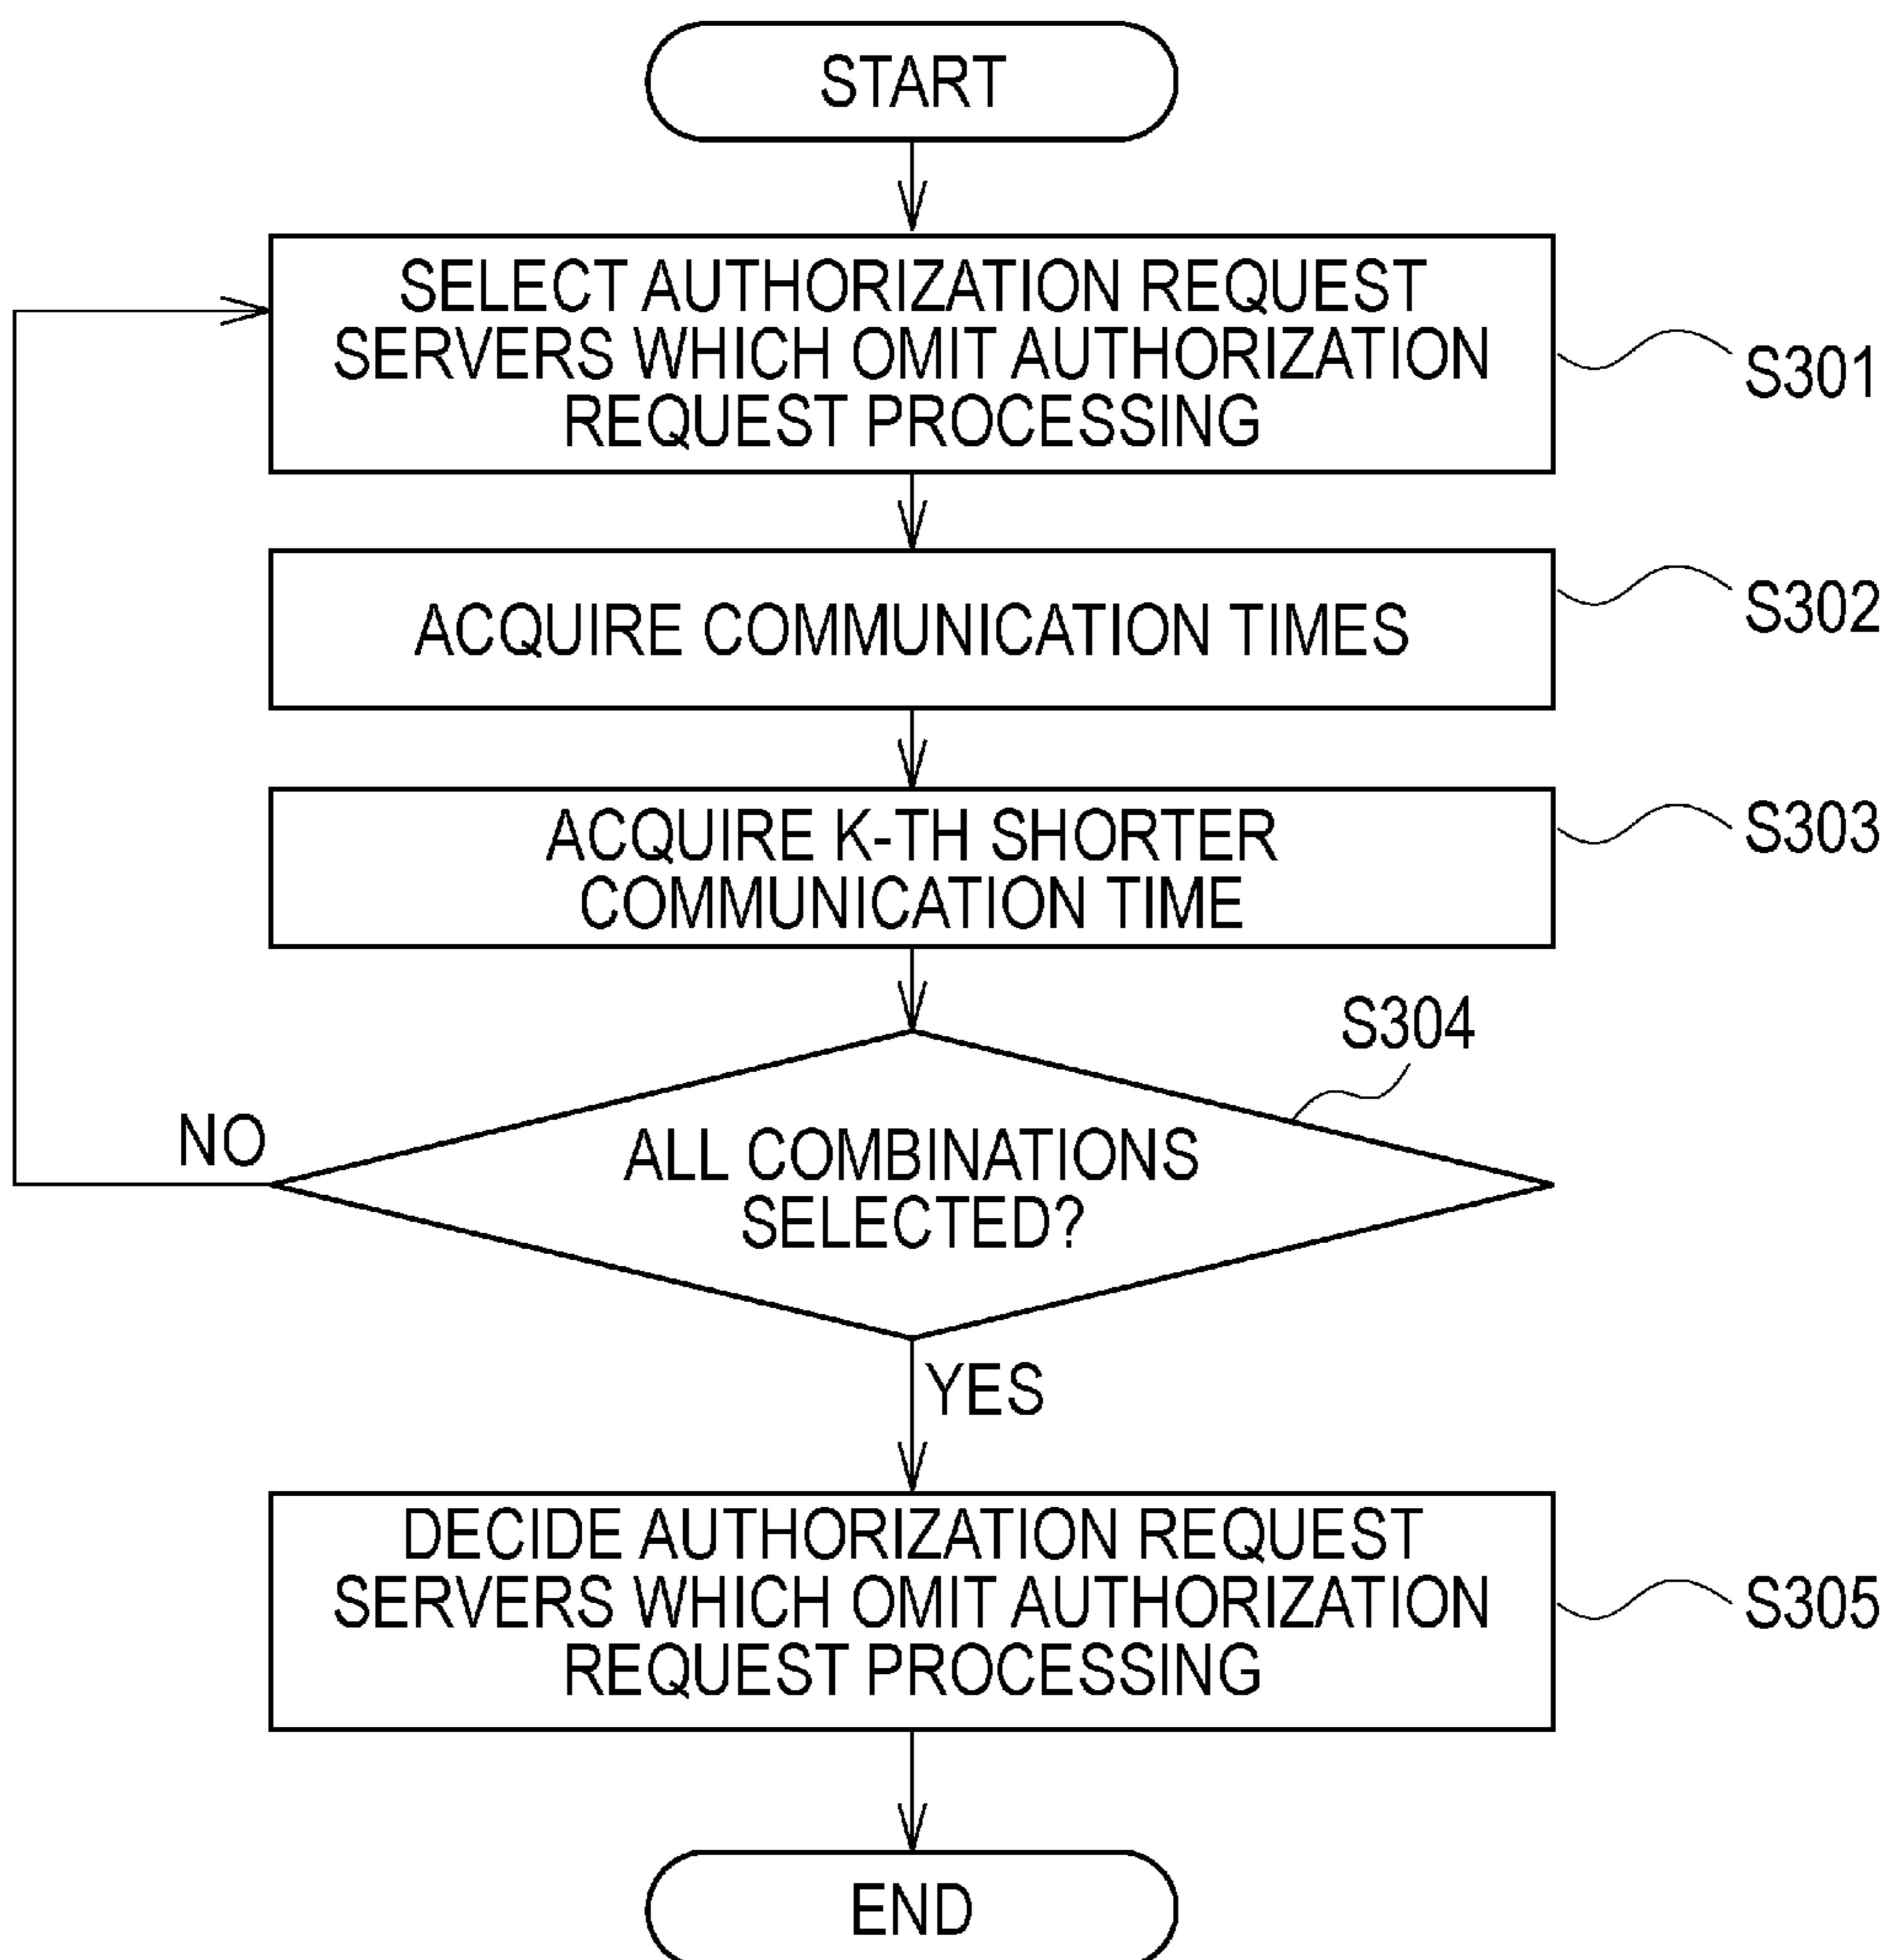 START
SELECT AUTHORIZATION REQUEST
SERVERS WHICH OMIT AUTHORIZATION
REQUEST PROCESSING
S301
ACQUIRE COMMUNICATION TIMES
S302
ACQUIRE K-TH SHORTER
COMMUNICATION TIME
S303
S304
ALL COMBINATIONS
SELECTED?
NO
YES
DECIDE AUTHORIZATION REQUEST
SERVERS WHICH OMIT AUTHORIZATION
REQUEST PROCESSING
S305
END